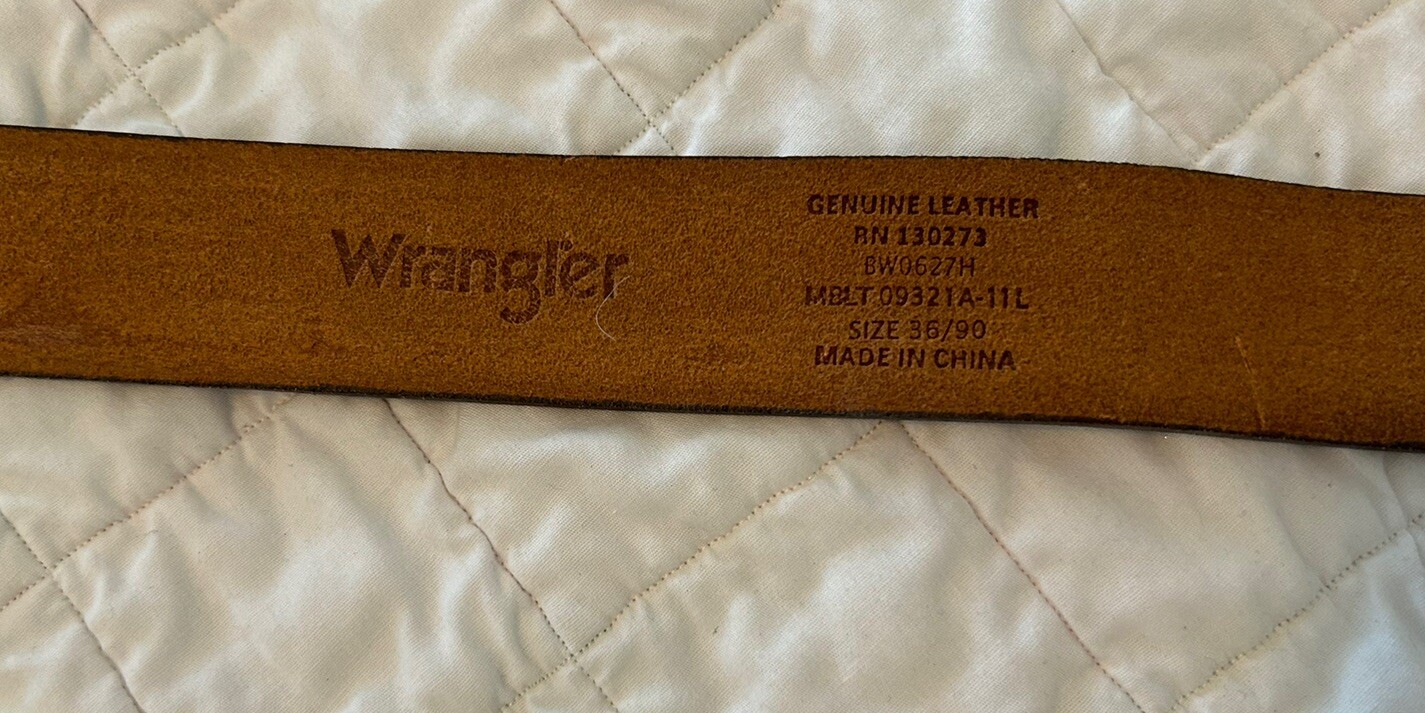 Wrangler
GENUINE LEATHER
RN 130273
BW0627H
MBLT 09321A-11L
SIZE 36/90
MADE IN CHINA